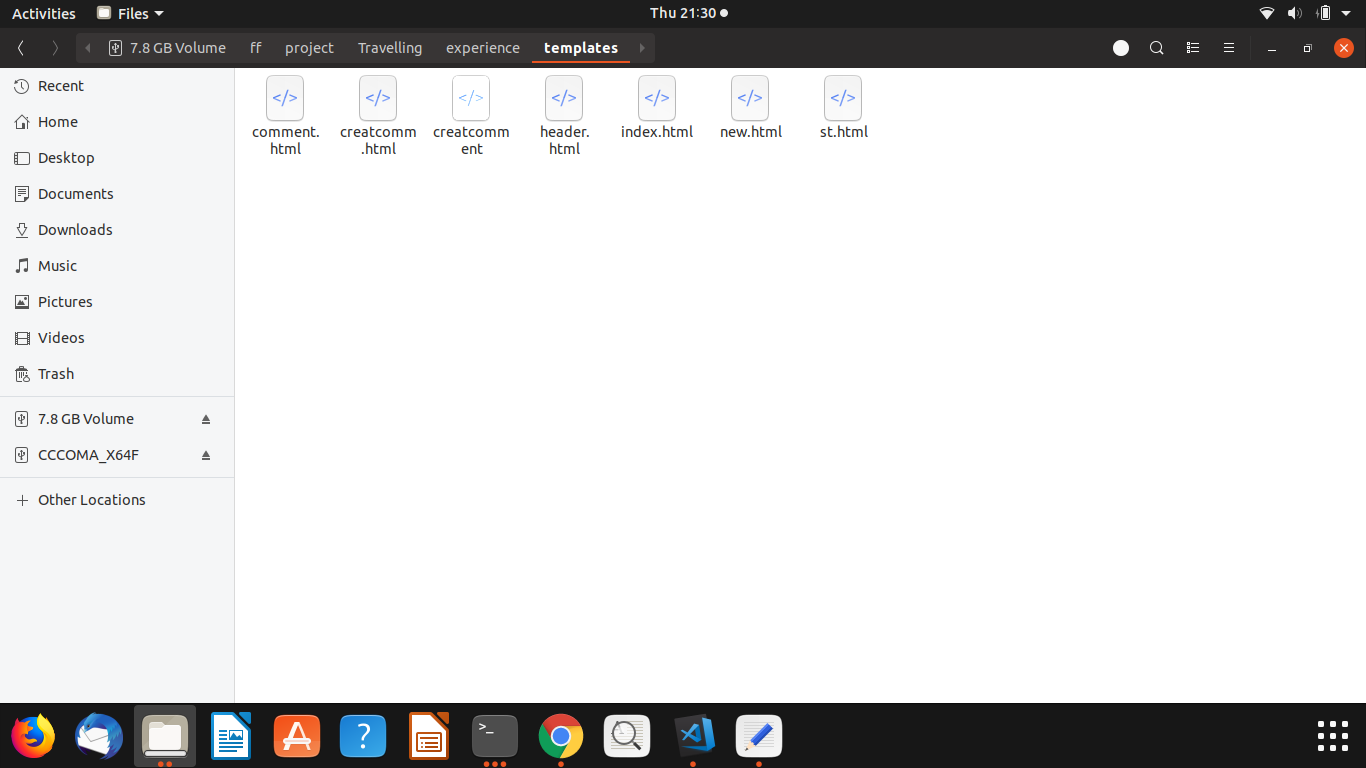 Activities Files Thu 21:30
7.8 GB Volume ff project Travelling experience templates
Recent
Home
Desktop
Documents
Downloads
Music
Pictures
Videos
Trash
7.8 GB Volume
CCCOMA_X64F
Other Locations
</> </> </> </> </> </> </>
comment. creatcomm creatcomm header. index.html new.html st.html
html .html ent html
A ? >_